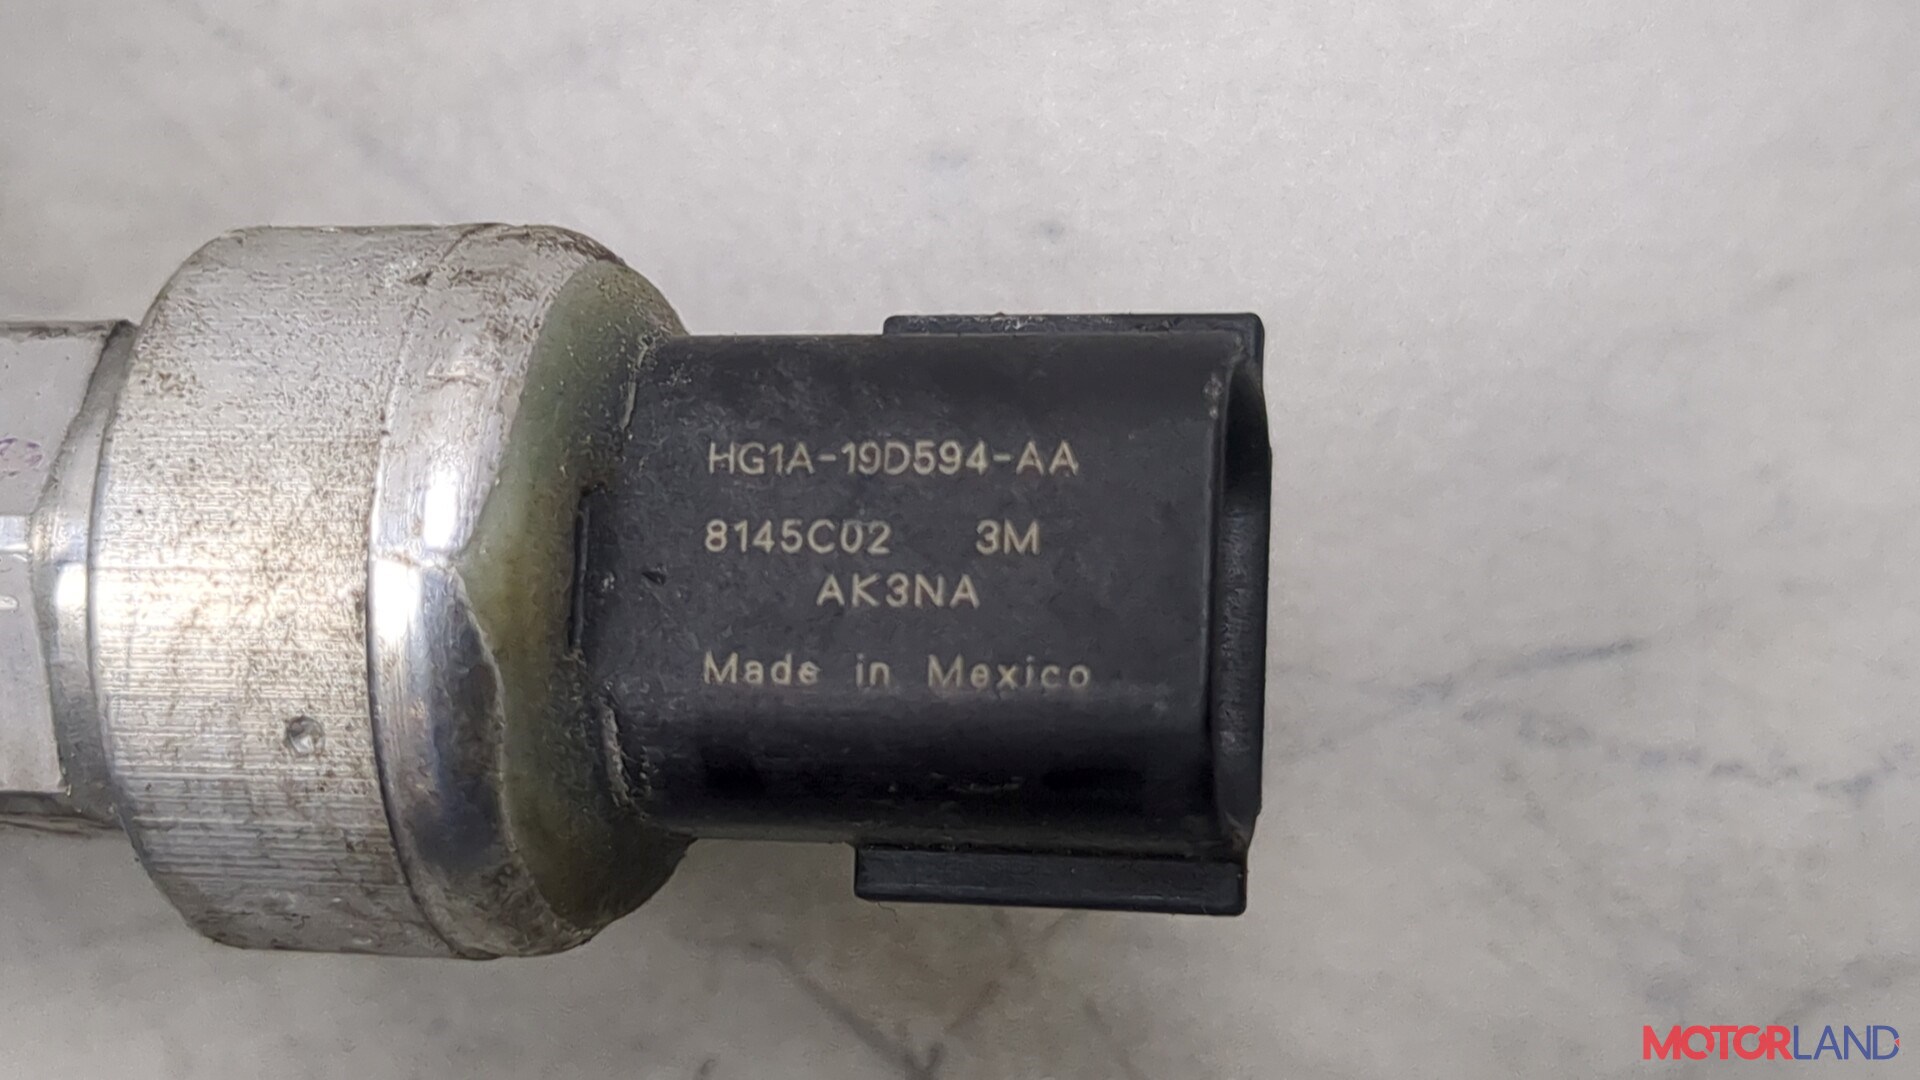 HG1A-19D594-AA
8145C02 3M
AK3NA
Made in Mexico
MOTORLAND